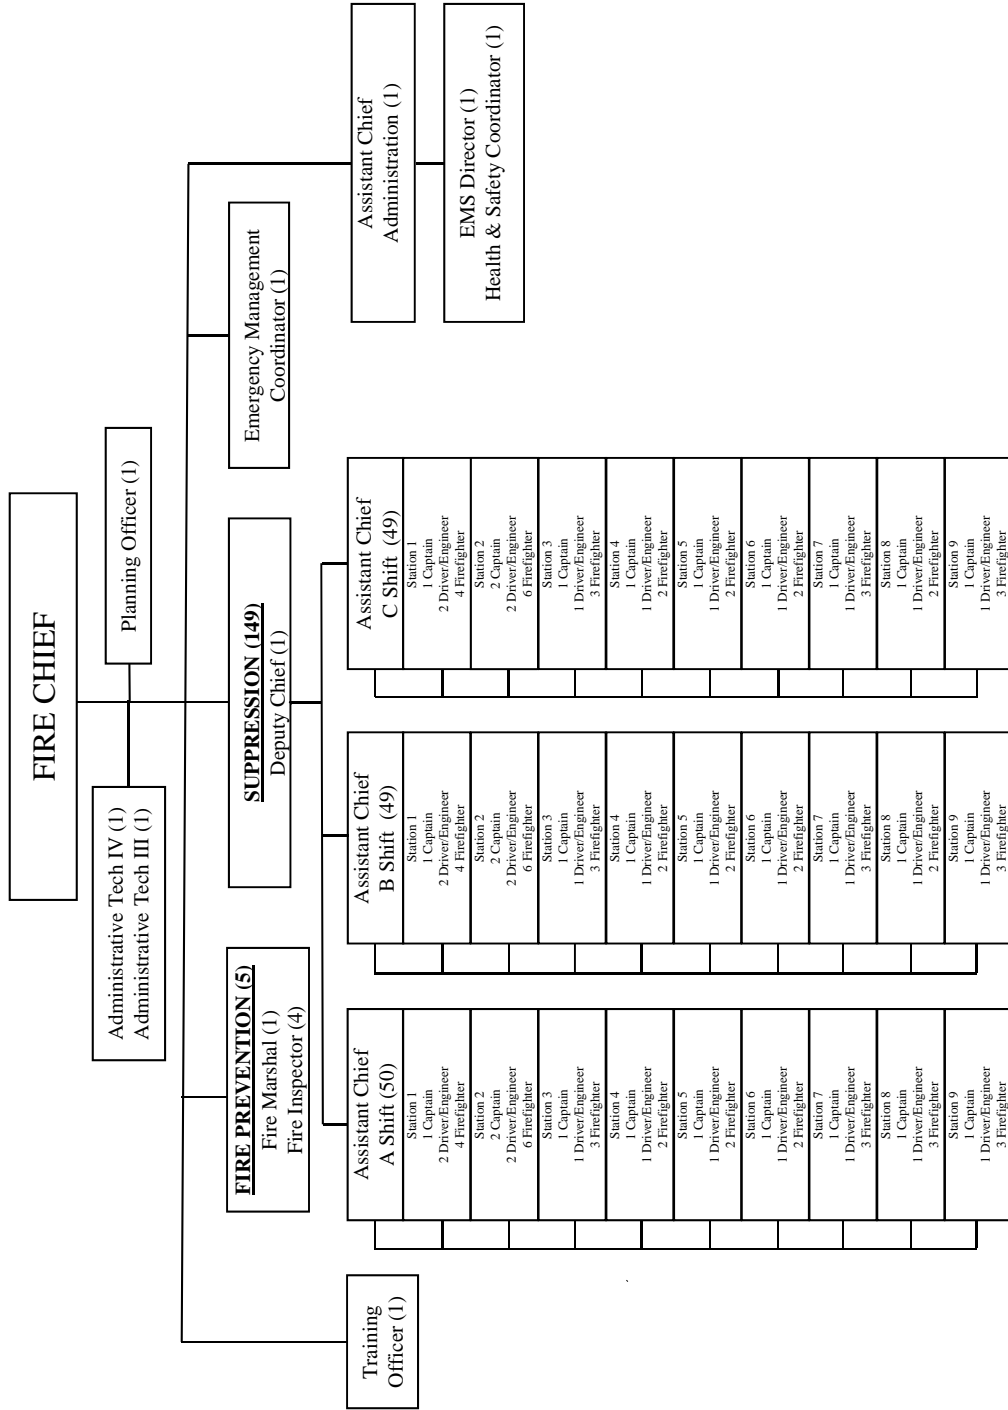 FIRE CHIEF
Administrative Tech IV (1)
Administrative Tech III (1)
Planning Officer (1)
Training
Officer (1)
FIRE PREVENTION (5)
Fire Marshal (1)
Fire Inspector (4)
SUPPRESSION (149)
Deputy Chief (1)
Emergency Management
Coordinator (1)
Assistant Chief
Administration (1)
EMS Director (1)
Health & Safety Coordinator (1)
Assistant Chief
A Shift (50)
Station 1
1 Captain
2 Driver/Engineer
4 Firefighter
Station 2
2 Captain
2 Driver/Engineer
6 Firefighter
Station 3
1 Captain
1 Driver/Engineer
3 Firefighter
Station 4
1 Captain
1 Driver/Engineer
2 Firefighter
Station 5
1 Captain
1 Driver/Engineer
2 Firefighter
Station 6
1 Captain
1 Driver/Engineer
2 Firefighter
Station 7
1 Captain
1 Driver/Engineer
3 Firefighter
Station 8
1 Captain
1 Driver/Engineer
3 Firefighter
Station 9
1 Captain
1 Driver/Engineer
3 Firefighter
Assistant Chief
B Shift (49)
Station 1
1 Captain
2 Driver/Engineer
4 Firefighter
Station 2
2 Captain
2 Driver/Engineer
6 Firefighter
Station 3
1 Captain
1 Driver/Engineer
3 Firefighter
Station 4
1 Captain
1 Driver/Engineer
2 Firefighter
Station 5
1 Captain
1 Driver/Engineer
2 Firefighter
Station 6
1 Captain
1 Driver/Engineer
2 Firefighter
Station 7
1 Captain
1 Driver/Engineer
3 Firefighter
Station 8
1 Captain
1 Driver/Engineer
2 Firefighter
Station 9
1 Captain
1 Driver/Engineer
3 Firefighter
Assistant Chief
C Shift (49)
Station 1
1 Captain
2 Driver/Engineer
4 Firefighter
Station 2
2 Captain
2 Driver/Engineer
6 Firefighter
Station 3
1 Captain
1 Driver/Engineer
3 Firefighter
Station 4
1 Captain
1 Driver/Engineer
2 Firefighter
Station 5
1 Captain
1 Driver/Engineer
2 Firefighter
Station 6
1 Captain
1 Driver/Engineer
2 Firefighter
Station 7
1 Captain
1 Driver/Engineer
3 Firefighter
Station 8
1 Captain
1 Driver/Engineer
2 Firefighter
Station 9
1 Captain
1 Driver/Engineer
3 Firefighter